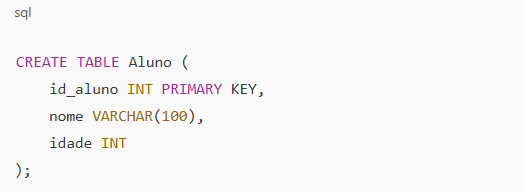 sql
CREATE TABLE Aluno (
    id_aluno INT PRIMARY KEY,
    nome VARCHAR(100),
    idade INT
);